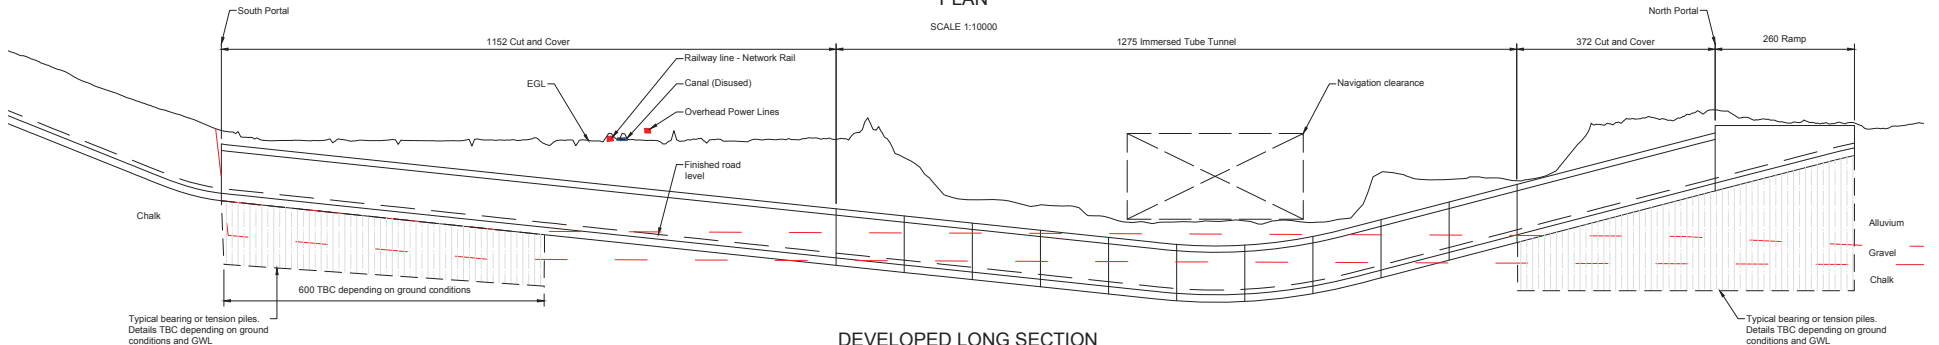 PLAN
SCALE 1:10000
South Portal
North Portal
1152 Cut and Cover
1275 Immersed Tube Tunnel
372 Cut and Cover
260 Ramp
Railway line - Network Rail
EGL
Canal (Disused)
Navigation clearance
Overhead Power Lines
Finished road
level
Chalk
Alluvium
Gravel
Chalk
600 TBC depending on ground conditions
Typical bearing or tension piles.
Details TBC depending on ground
conditions and GWL
Typical bearing or tension piles.
Details TBC depending on ground
conditions and GWL
DEVELOPED LONG SECTION